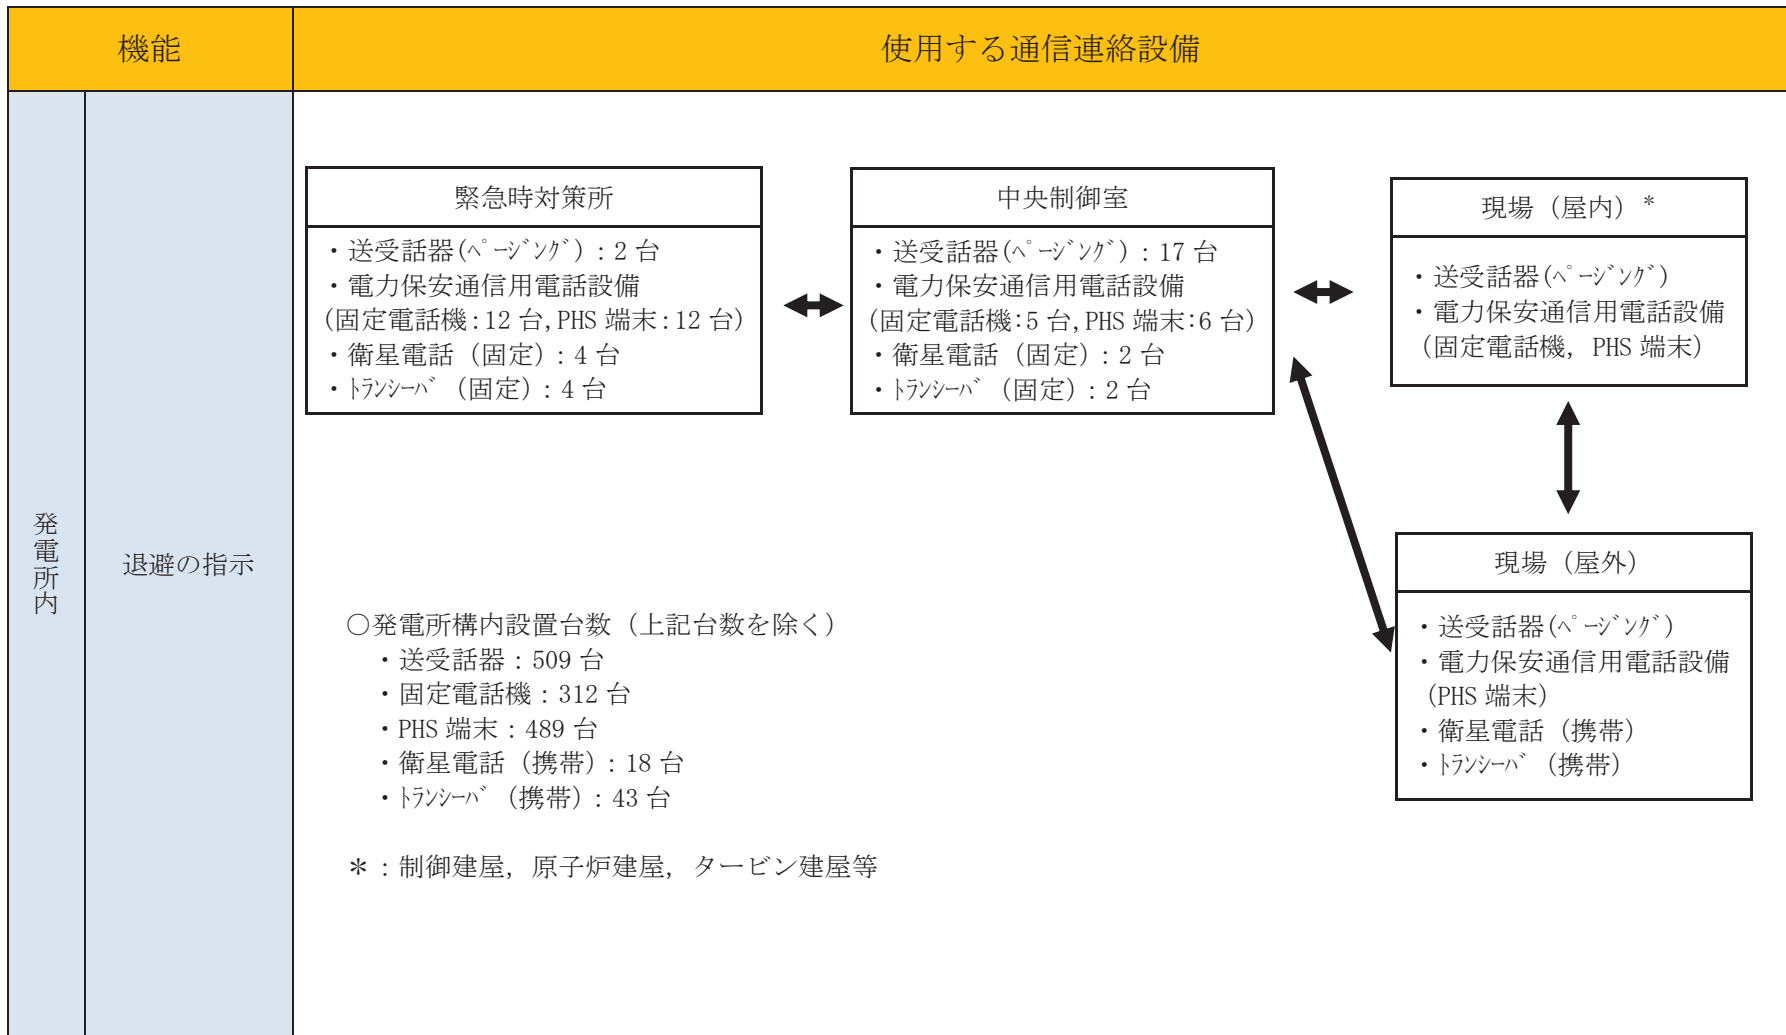 機能
使用する通信連絡設備
発電所内
退避の指示
緊急時対策所
・送受話器(ﾍﾟｰｼﾞﾝｸﾞ)：2 台
・電力保安通信用電話設備
(固定電話機:12 台,PHS 端末:12 台)
・衛星電話（固定）：4 台
・ﾄﾗﾝｼｰﾊﾞ（固定）：4 台
中央制御室
・送受話器(ﾍﾟｰｼﾞﾝｸﾞ)：17 台
・電力保安通信用電話設備
(固定電話機:5 台,PHS 端末:6 台)
・衛星電話（固定）：2 台
・ﾄﾗﾝｼｰﾊﾞ（固定）：2 台
現場（屋内）*
・送受話器(ﾍﾟｰｼﾞﾝｸﾞ)
・電力保安通信用電話設備
（固定電話機，PHS 端末）
現場（屋外）
・送受話器(ﾍﾟｰｼﾞﾝｸﾞ)
・電力保安通信用電話設備
（PHS 端末）
・衛星電話（携帯）
・ﾄﾗﾝｼｰﾊﾞ（携帯）
○発電所構内設置台数（上記台数を除く）
・送受話器：509 台
・固定電話機：312 台
・PHS 端末：489 台
・衛星電話（携帯）：18 台
・ﾄﾗﾝｼｰﾊﾞ（携帯）：43 台
＊：制御建屋，原子炉建屋，タービン建屋等